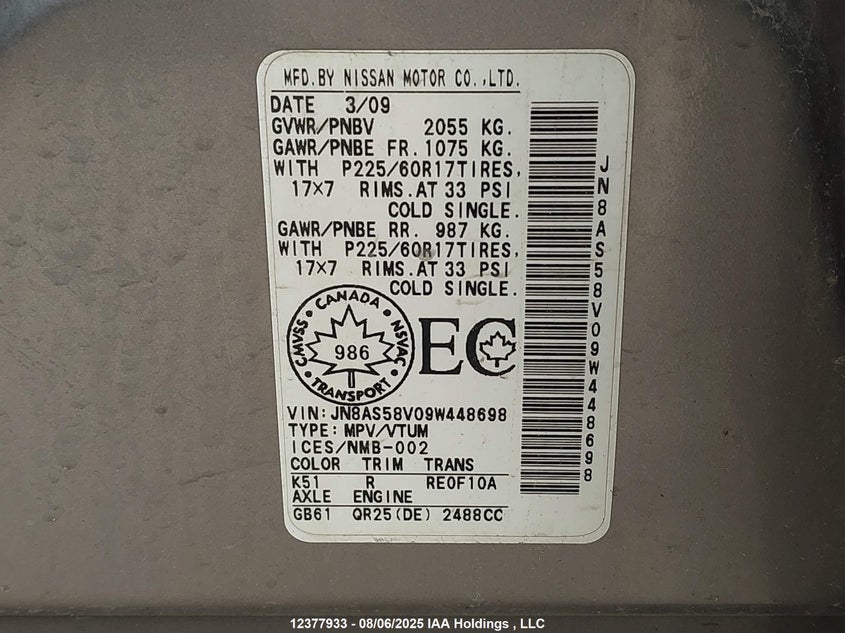 MFD.BY NISSAN MOTOR CO.,LTD.
DATE 3/09
GVWR/PNBV 2055 KG.
GAWR/PNBE FR.1075 KG.
WITH P225/60R17TIRES,
17×7 RIMS.AT 33 PSI
COLD SINGLE.
GAWR/PNBE RR. 987 KG.
WITH P225/60R17TIRES,
17×7 RIMS.AT 33 PSI
COLD SINGLE.
CANADA
CMVSS
NSVAC
986
TRANSPORT
EC
VIN:JN8AS58V09W448698
TYPE:MPV/VTUM
ICES/NMB-002
COLOR TRIM TRANS
K51 R RE0F10A
AXLE ENGINE
GB61 QR25(DE) 2488CC
JN8AS58V09W448698
12377933 - 08/06/2025 IAA Holdings , LLC